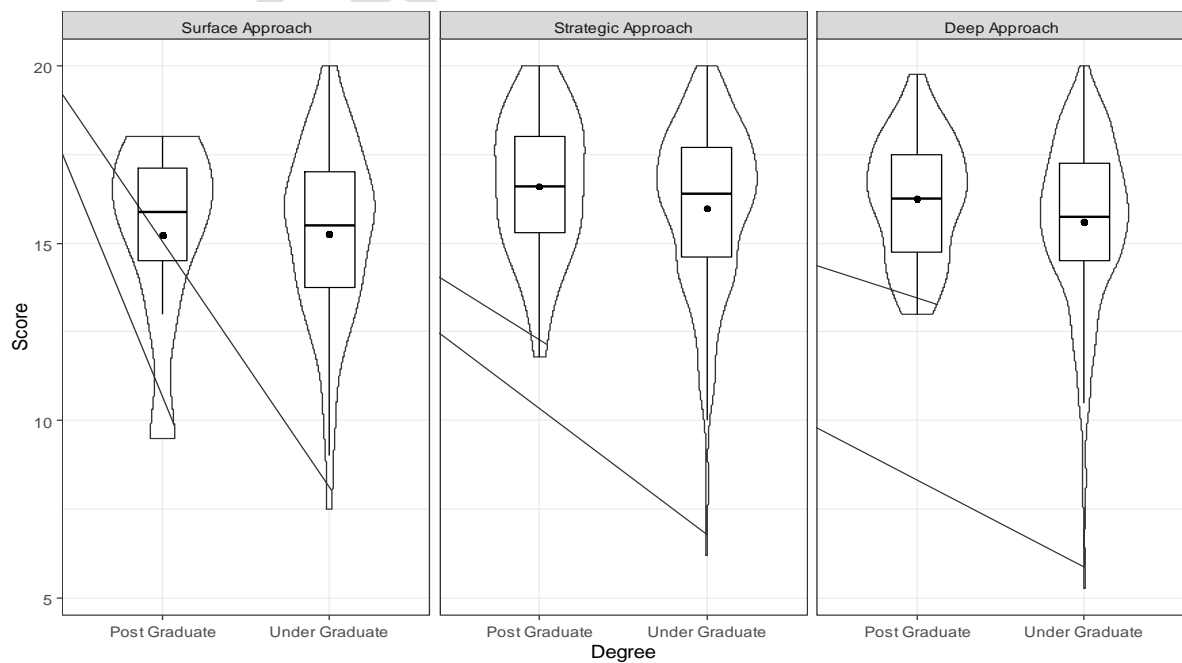 Surface Approach
Strategic Approach
Deep Approach
Score
20
15
10
5
Post Graduate
Under Graduate
Post Graduate
Under Graduate
Post Graduate
Under Graduate
Degree